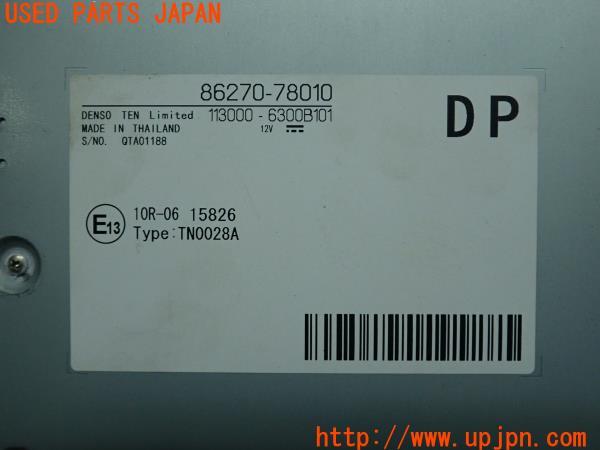 USED PARTS JAPAN
86270-78010
DENSO TEN Limited 113000-6300B101
MADE IN THAILAND 12V
S/NO. QTA01188
DP
E13
10R-06 15826
Type:TN0028A
http://www.upjpn.com/